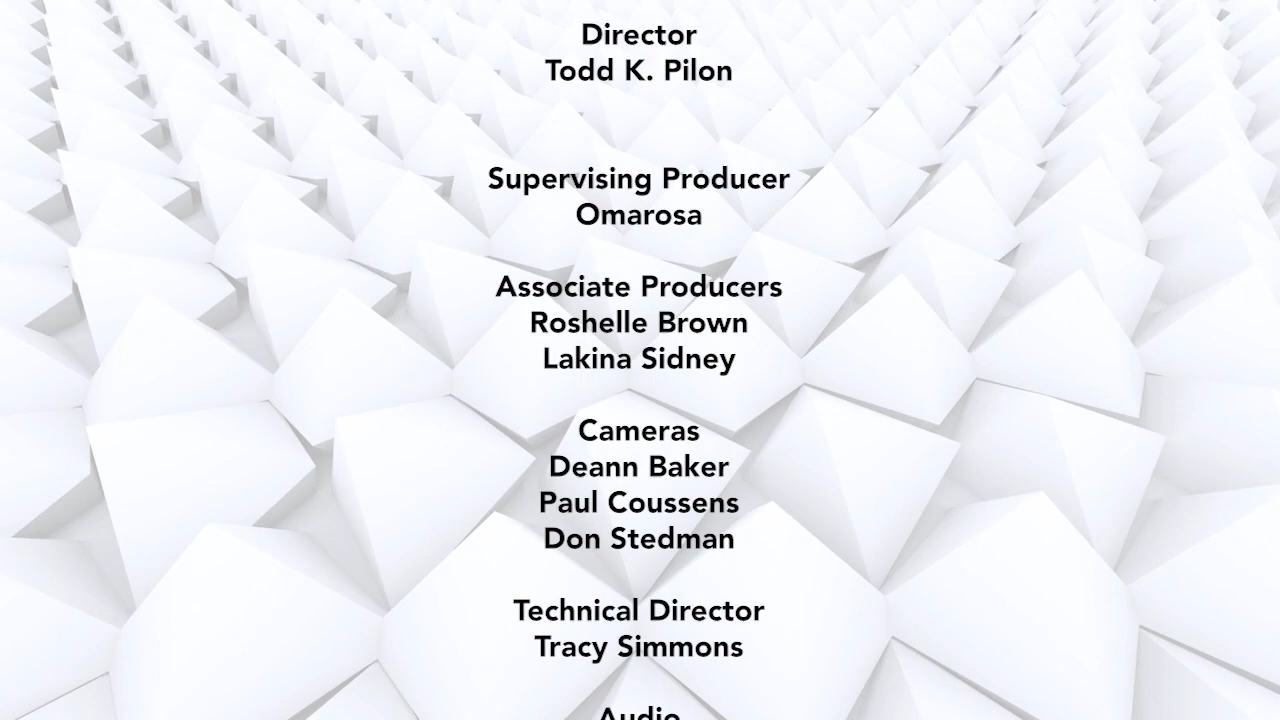 Director
Todd K. Pilon
Supervising Producer
Omarosa
Associate Producers
Roshelle Brown
Lakina Sidney
Cameras
Deann Baker
Paul Coussens
Don Stedman
Technical Director
Tracy Simmons
Audio